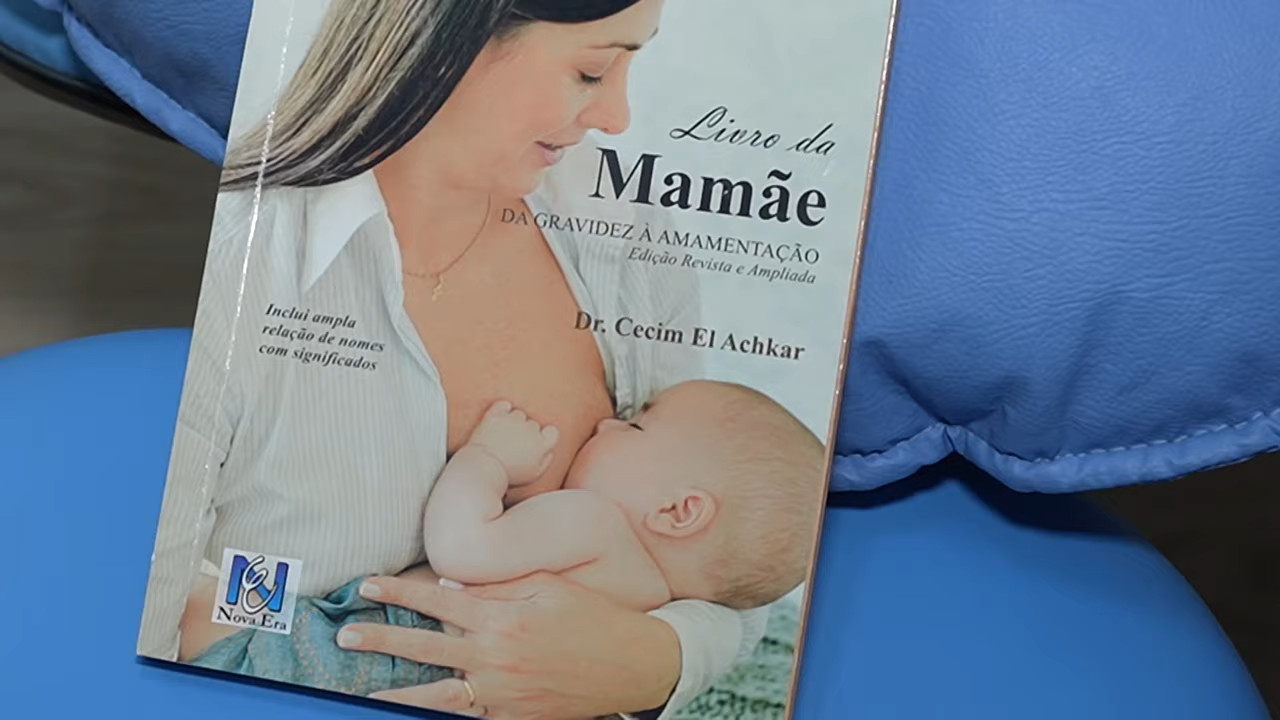 Livro da
Mamãe
DA GRAVIDEZ À AMAMENTAÇÃO
Edição Revista e Ampliada
Dr. Cecim El Achkar
Inclui ampla
relação de nomes
com significados
NE
Nova Era